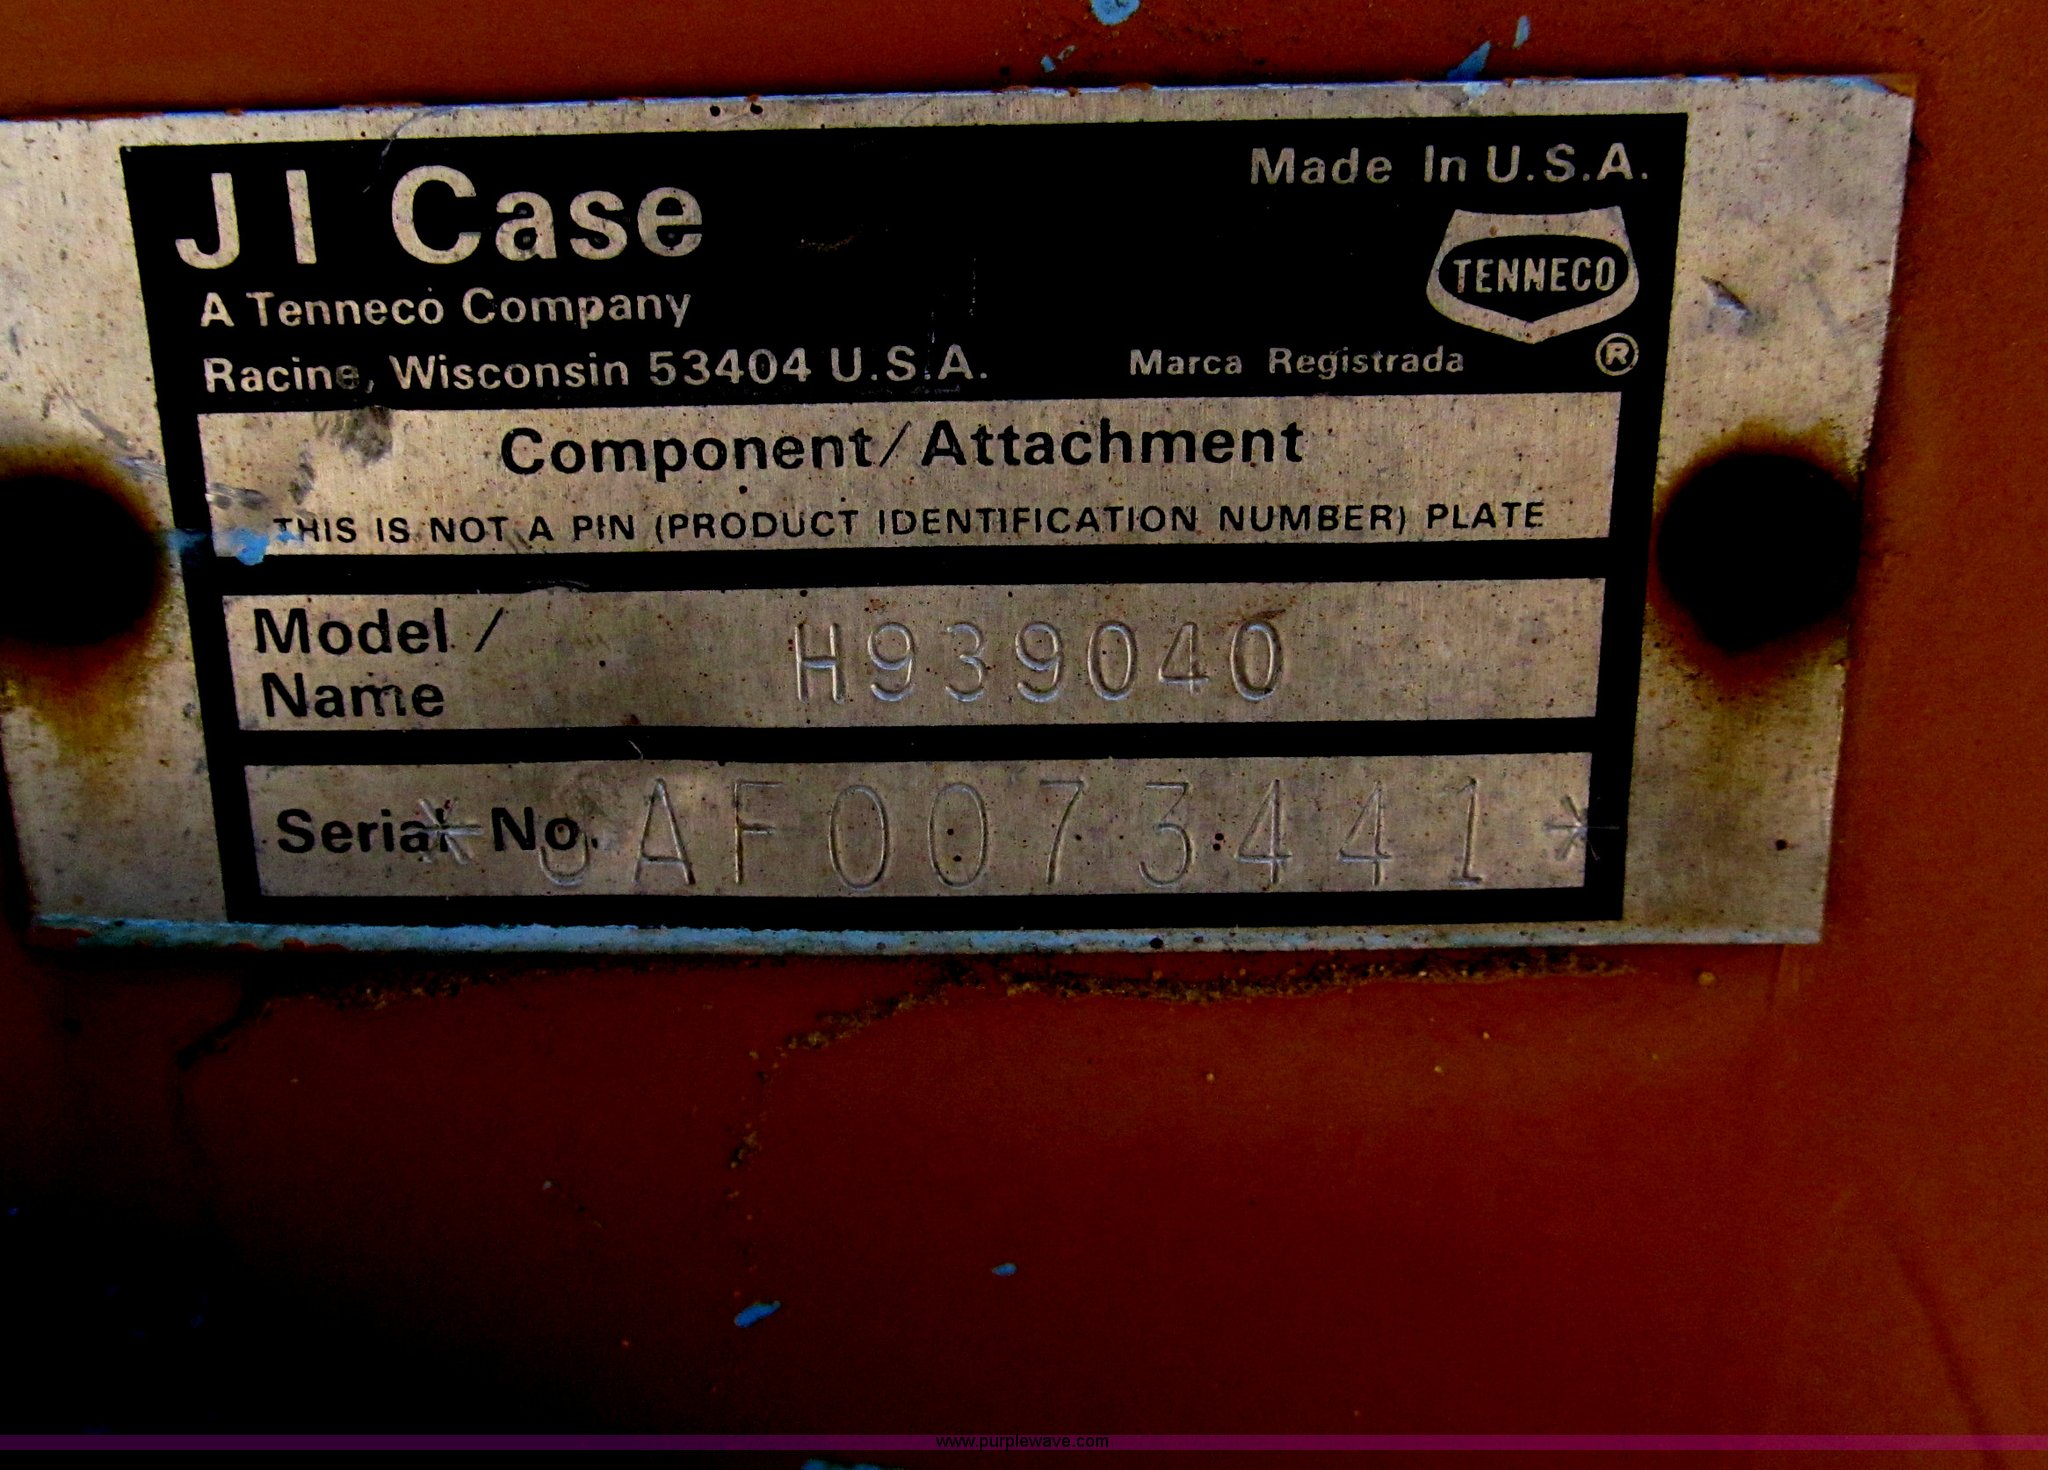 J I Case
Made In U.S.A.
A Tenneco Company
TENNECO
Racine, Wisconsin 53404 U.S.A.
Marca Registrada ®
Component/Attachment
THIS IS NOT A PIN (PRODUCT IDENTIFICATION NUMBER) PLATE
Model / Name H939040
Serial No. *JAF0073441*
www.purplewave.com